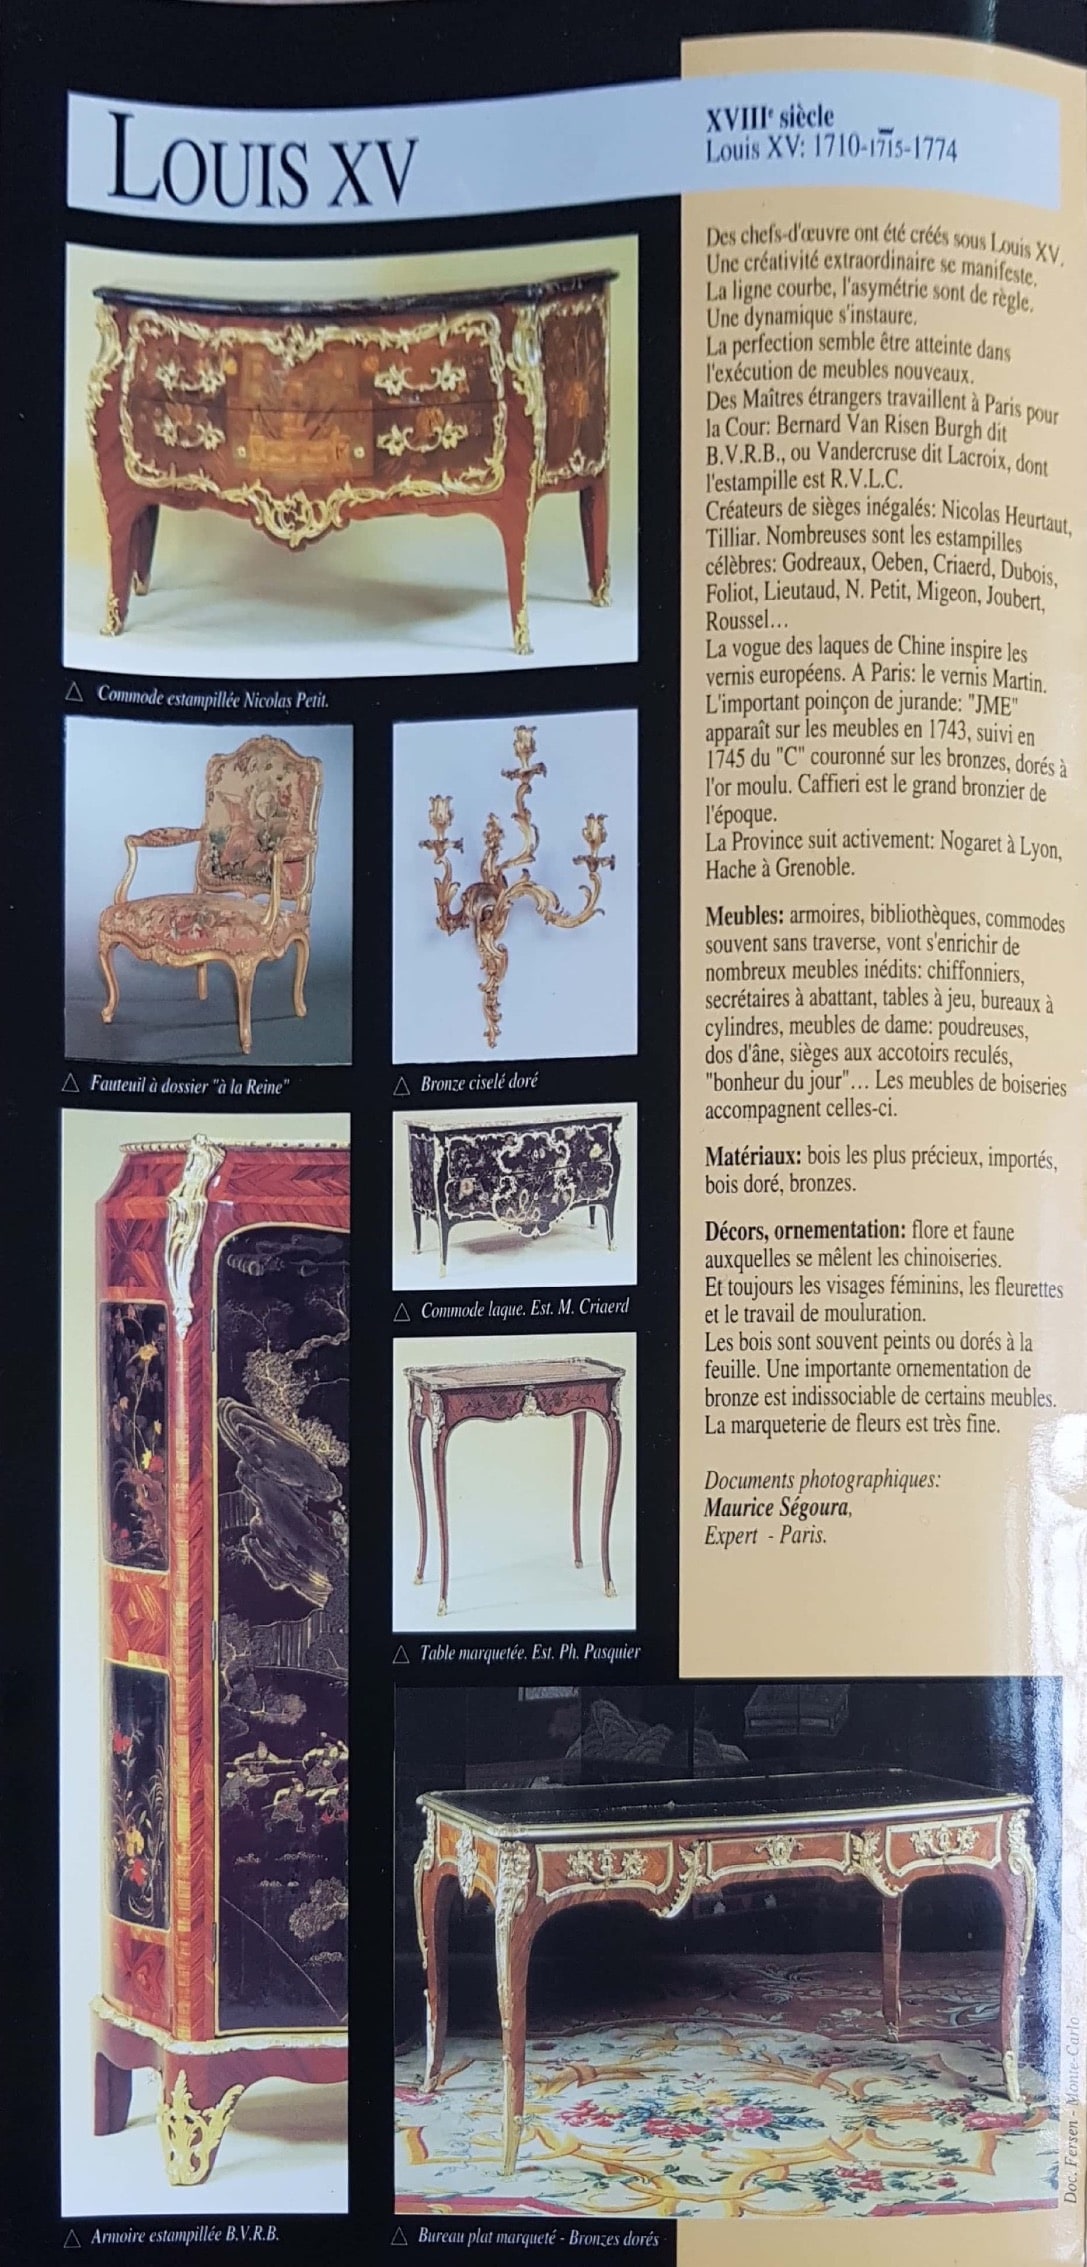 LOUIS XV
XVIIIe siècle
Louis XV: 1710-1715-1774
Des chefs-d'œuvre ont été créés sous Louis XV.
Une créativité extraordinaire se manifeste.
La ligne courbe, l'asymétrie sont de règle.
Une dynamique s'instaure.
La perfection semble être atteinte dans
l'exécution de meubles nouveaux.
Des Maîtres étrangers travaillent à Paris pour
la Cour: Bernard Van Risen Burgh dit
B.V.R.B., ou Vandercruse dit Lacroix, dont
l'estampille est R.V.L.C.
Créateurs de sièges inégalés: Nicolas Heurtaut,
Tilliar. Nombreuses sont les estampilles
célèbres: Godreaux, Oeben, Criaerd, Dubois,
Foliot, Lieutaud, N. Petit, Migeon, Joubert,
Roussel...
La vogue des laques de Chine inspire les
vernis européens. A Paris: le vernis Martin.
L'important poinçon de jurande: "JME"
apparaît sur les meubles en 1743, suivi en
1745 du "C" couronné sur les bronzes, dorés à
l'or moulu. Caffieri est le grand bronzier de
l'époque.
La Province suit activement: Nogaret à Lyon,
Hache à Grenoble.
Meubles: armoires, bibliothèques, commodes
souvent sans traverse, vont s'enrichir de
nombreux meubles inédits: chiffonniers,
secrétaires à abattant, tables à jeu, bureaux à
cylindres, meubles de dame: poudreuses,
dos d'âne, sièges aux accotoirs reculés,
"bonheur du jour"... Les meubles de boiseries
accompagnent celles-ci.
Matériaux: bois les plus précieux, importés,
bois doré, bronzes.
Décors, ornementation: flore et faune
auxquelles se mêlent les chinoiseries.
Et toujours les visages féminins, les fleurettes
et le travail de mouluration.
Les bois sont souvent peints ou dorés à la
feuille. Une importante ornementation de
bronze est indissociable de certains meubles.
La marqueterie de fleurs est très fine.
Documents photographiques:
Maurice Ségoura,
Expert - Paris.
△ Commode estampillée Nicolas Petit.
△ Fauteuil à dossier "à la Reine"
△ Bronze ciselé doré
△ Commode laque. Est. M. Criaerd
△ Table marquetée. Est. Ph. Pasquier
△ Armoire estampillée B.V.R.B.
△ Bureau plat marqueté - Bronzes dorés
Doc. Fersen - Monte-Carlo